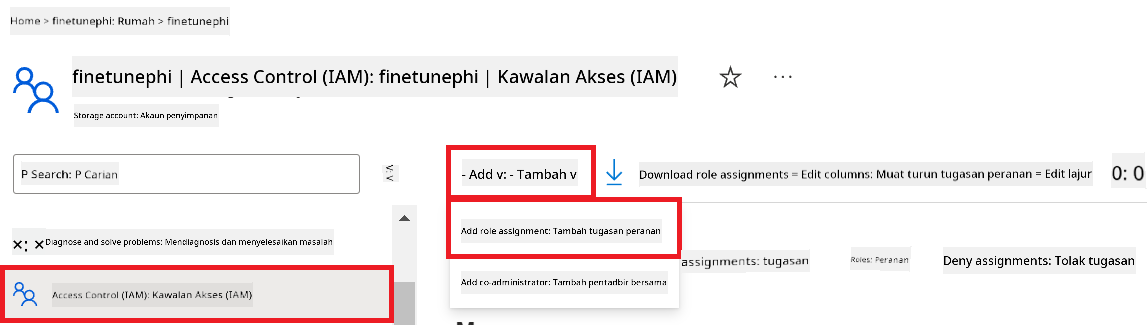 Home > finetunephi: Rumah > finetunephi
finetunephi | Access Control (IAM): finetunephi | Kawalan Akses (IAM)
Storage account: Akaun penyimpanan
P Search: P Carian
- Add v: - Tambah v
Download role assignments = Edit columns: Muat turun tugasan peranan = Edit lajur
0: 0
×: ×
Diagnose and solve problems: Mendiagnosis dan menyelesaikan masalah
Add role assignment: Tambah tugasan peranan
assignments: tugasan
Roles: Peranan
Deny assignments: Tolak tugasan
Access Control (IAM): Kawalan Akses (IAM)
Add co-administrator: Tambah pentadbir bersama